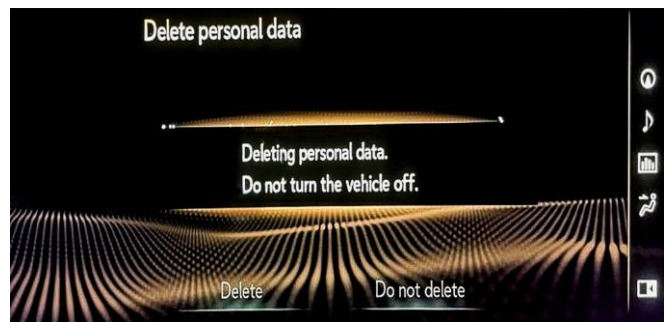 Delete personal data
Deleting personal data.
Do not turn the vehicle off.
Delete
Do not delete